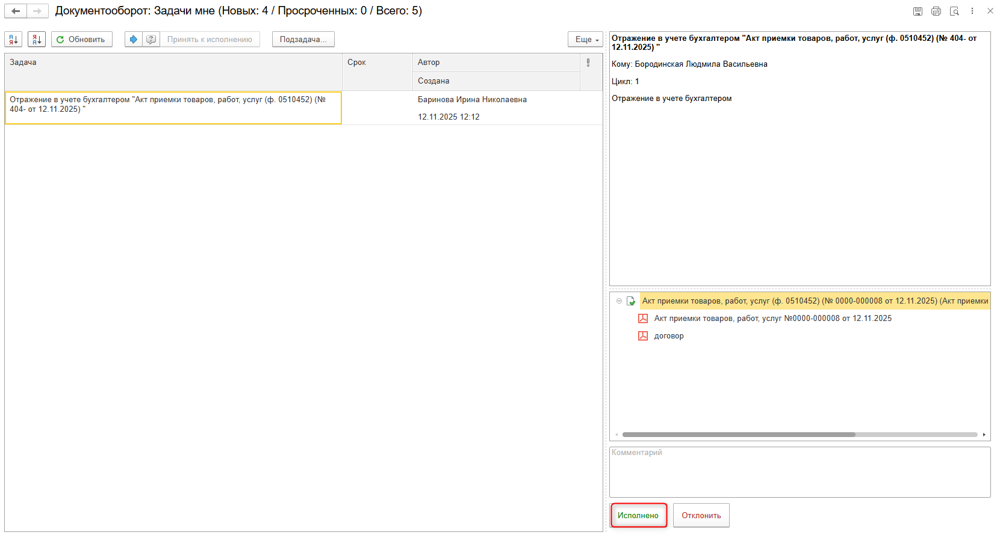 Документооборот: Задачи мне (Новых: 4 / Просроченных: 0 / Всего: 5)
Обновить
Принять к исполнению
Подзадача...
Еще
Задача
Срок
Автор
Создана
Отражение в учете бухгалтером "Акт приемки товаров, работ, услуг (ф. 0510452) (№
404- от 12.11.2025) "
Баринова Ирина Николаевна
12.11.2025 12:12
Отражение в учете бухгалтером "Акт приемки товаров, работ, услуг (ф. 0510452) (№ 404- от
12.11.2025) "
Кому: Бородинская Людмила Васильевна
Цикл: 1
Отражение в учете бухгалтером
Акт приемки товаров, работ, услуг (ф. 0510452) (№ 0000-000008 от 12.11.2025) (Акт приемки
Акт приемки товаров, работ, услуг №0000-000008 от 12.11.2025
договор
Комментарий
Исполнено
Отклонить